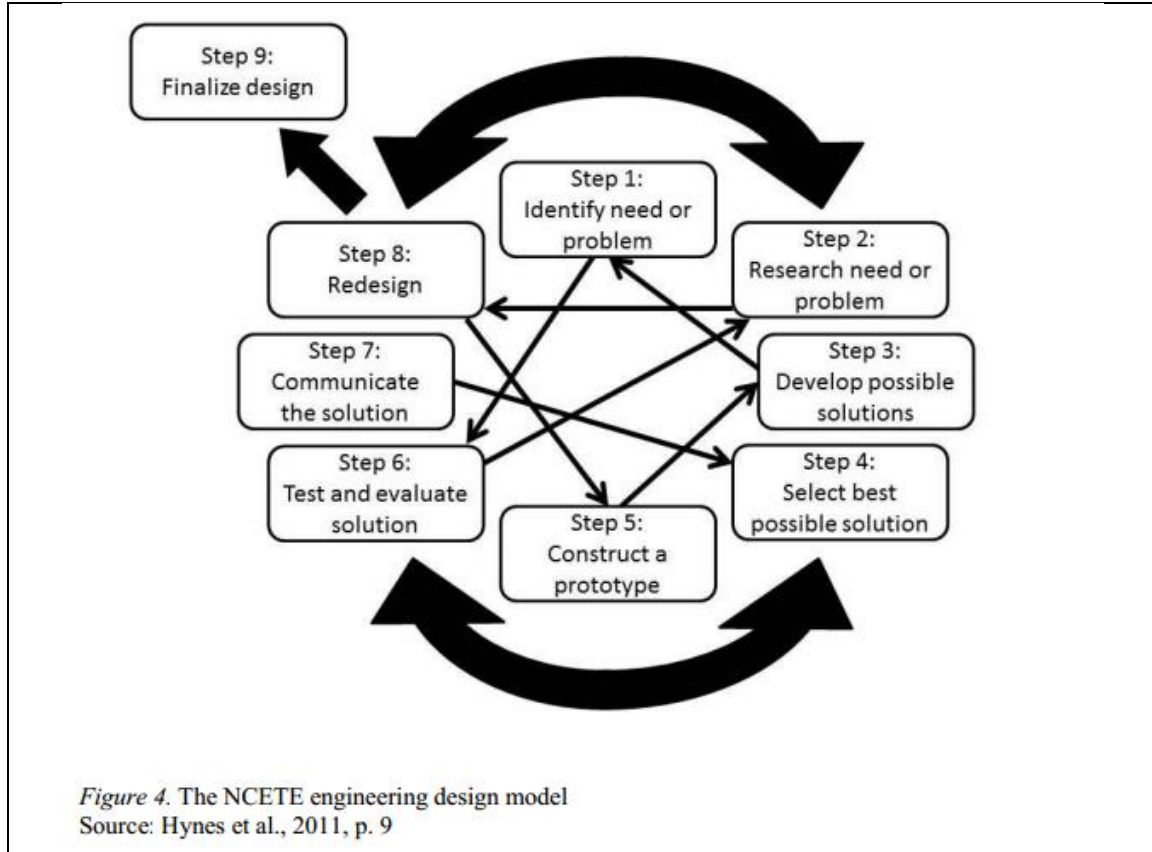 Step 9:
Finalize design
Step 1:
Identify need or
problem
Step 2:
Research need or
problem
Step 8:
Redesign
Step 7:
Communicate
the solution
Step 3:
Develop possible
solutions
Step 6:
Test and evaluate
solution
Step 4:
Select best
possible solution
Step 5:
Construct a
prototype
Figure 4. The NCETE engineering design model
Source: Hynes et al., 2011, p. 9